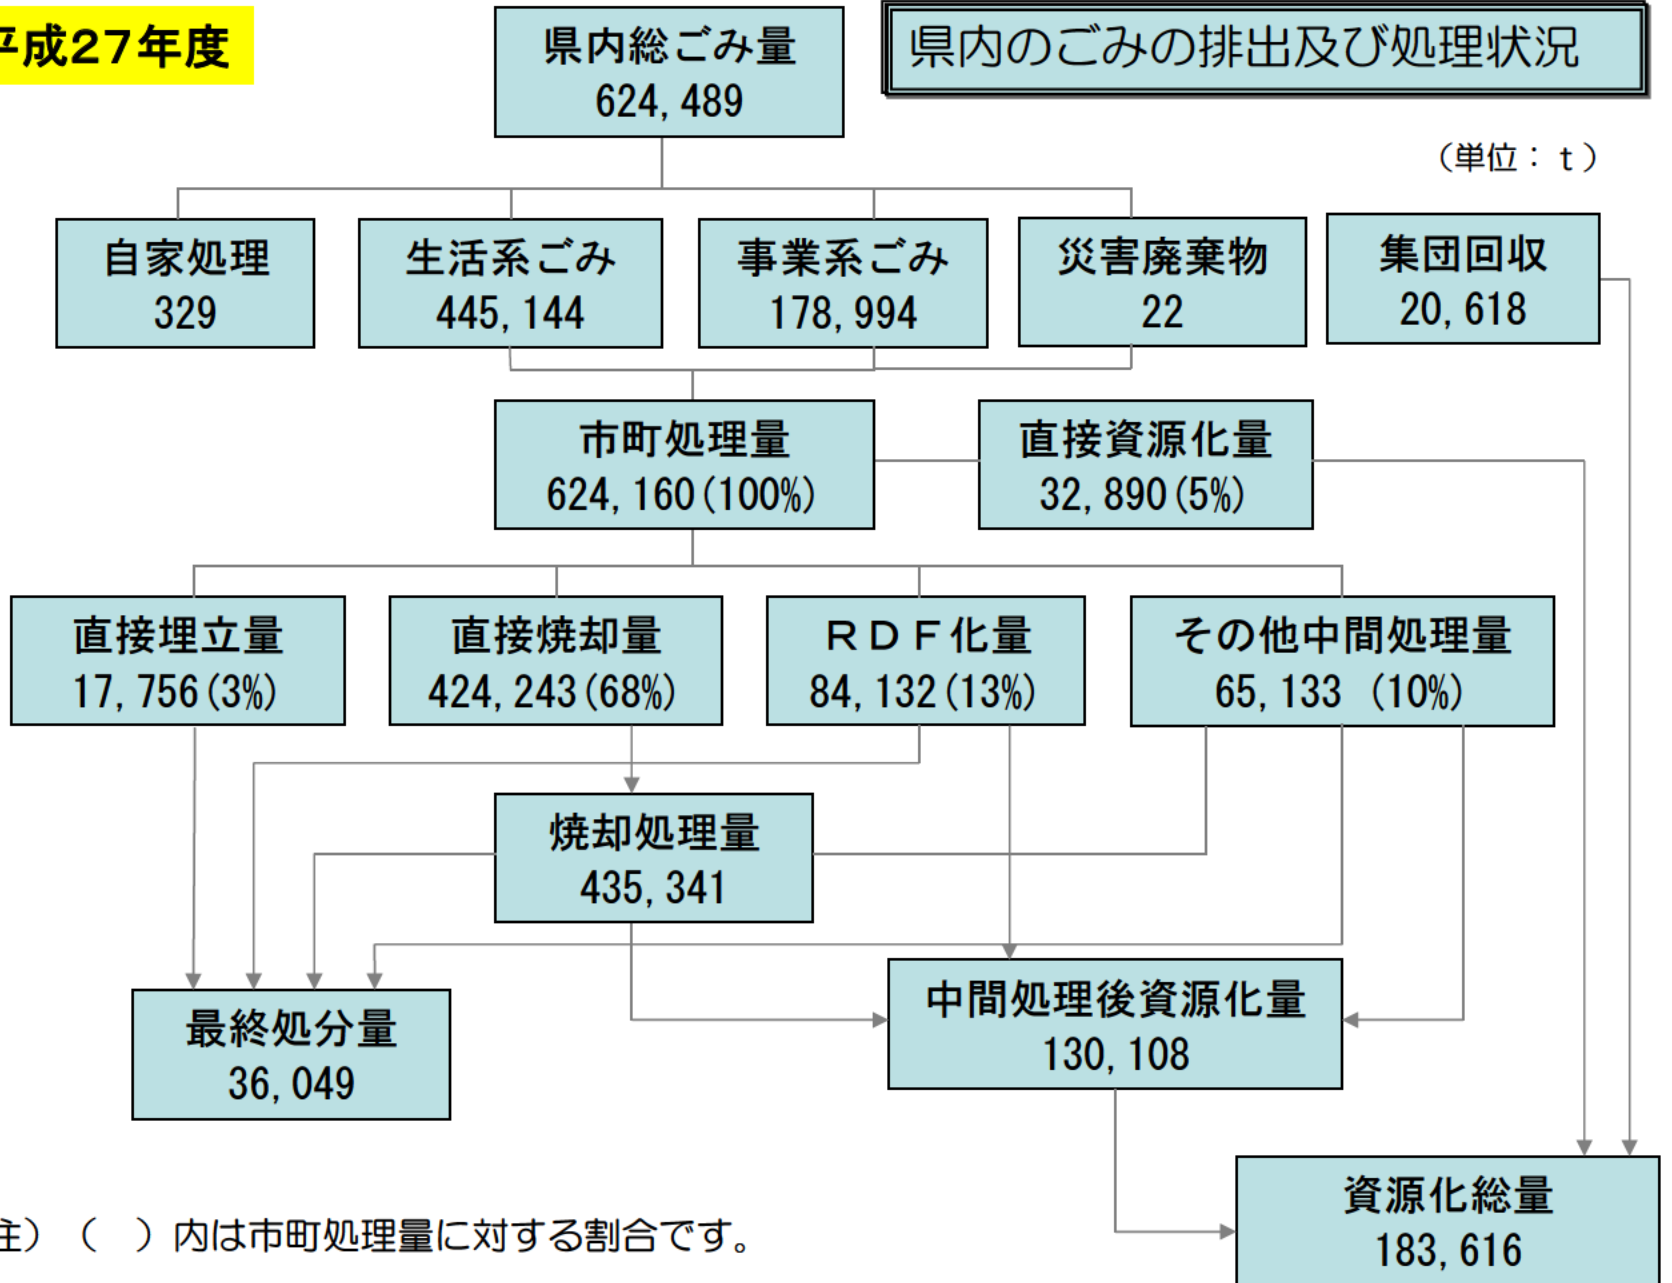 平成27年度
県内のごみの排出及び処理状況
(単位：ｔ)
県内総ごみ量
624,489
自家処理
329
生活系ごみ
445,144
事業系ごみ
178,994
災害廃棄物
22
集団回収
20,618
市町処理量
624,160(100%)
直接資源化量
32,890(5%)
直接埋立量
17,756(3%)
直接焼却量
424,243(68%)
ＲＤＦ化量
84,132(13%)
その他中間処理量
65,133 (10%)
焼却処理量
435,341
最終処分量
36,049
中間処理後資源化量
130,108
資源化総量
183,616
注）（　）内は市町処理量に対する割合です。